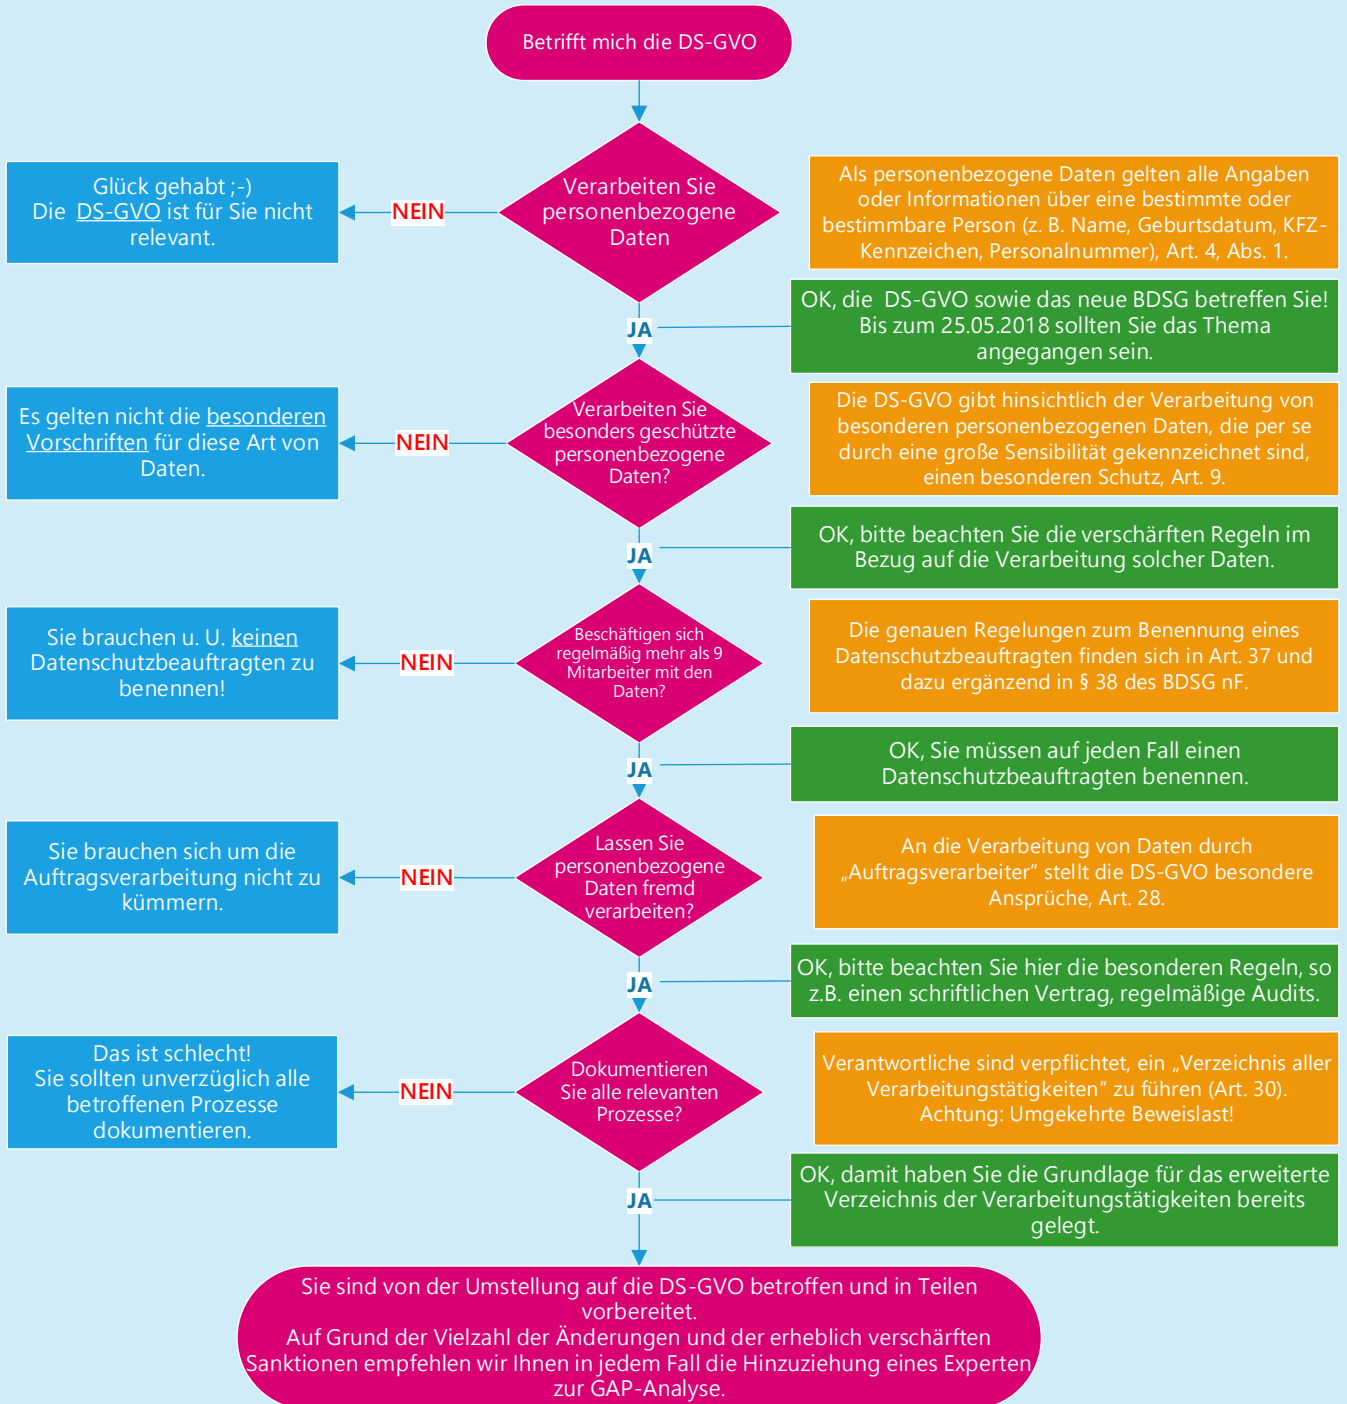 Betrifft mich die DS-GVO
Verarbeiten Sie
personenbezogene
Daten
NEIN
Glück gehabt ;-)
Die DS-GVO ist für Sie nicht
relevant.
Als personenbezogene Daten gelten alle Angaben
oder Informationen über eine bestimmte oder
bestimmbare Person (z. B. Name, Geburtsdatum, KFZ-
Kennzeichen, Personalnummer), Art. 4, Abs. 1.
JA
OK, die DS-GVO sowie das neue BDSG betreffen Sie!
Bis zum 25.05.2018 sollten Sie das Thema
angegangen sein.
Verarbeiten Sie
besonders geschützte
personenbezogene
Daten?
NEIN
Es gelten nicht die besonderen
Vorschriften für diese Art von
Daten.
Die DS-GVO gibt hinsichtlich der Verarbeitung von
besonderen personenbezogenen Daten, die per se
durch eine große Sensibilität gekennzeichnet sind,
einen besonderen Schutz, Art. 9.
JA
OK, bitte beachten Sie die verschärften Regeln im
Bezug auf die Verarbeitung solcher Daten.
Beschäftigen sich
regelmäßig mehr als 9
Mitarbeiter mit den
Daten?
NEIN
Sie brauchen u. U. keinen
Datenschutzbeauftragten zu
benennen!
Die genauen Regelungen zum Benennung eines
Datenschutzbeauftragten finden sich in Art. 37 und
dazu ergänzend in § 38 des BDSG nF.
JA
OK, Sie müssen auf jeden Fall einen
Datenschutzbeauftragten benennen.
Lassen Sie
personenbezogene
Daten fremd
verarbeiten?
NEIN
Sie brauchen sich um die
Auftragsverarbeitung nicht zu
kümmern.
An die Verarbeitung von Daten durch
„Auftragsverarbeiter“ stellt die DS-GVO besondere
Ansprüche, Art. 28.
JA
OK, bitte beachten Sie hier die besonderen Regeln, so
z.B. einen schriftlichen Vertrag, regelmäßige Audits.
Dokumentieren
Sie alle relevanten
Prozesse?
NEIN
Das ist schlecht!
Sie sollten unverzüglich alle
betroffenen Prozesse
dokumentieren.
Verantwortliche sind verpflichtet, ein „Verzeichnis aller
Verarbeitungstätigkeiten“ zu führen (Art. 30).
Achtung: Umgekehrte Beweislast!
JA
OK, damit haben Sie die Grundlage für das erweiterte
Verzeichnis der Verarbeitungstätigkeiten bereits
gelegt.
Sie sind von der Umstellung auf die DS-GVO betroffen und in Teilen
vorbereitet.
Auf Grund der Vielzahl der Änderungen und der erheblich verschärften
Sanktionen empfehlen wir Ihnen in jedem Fall die Hinzuziehung eines Experten
zur GAP-Analyse.